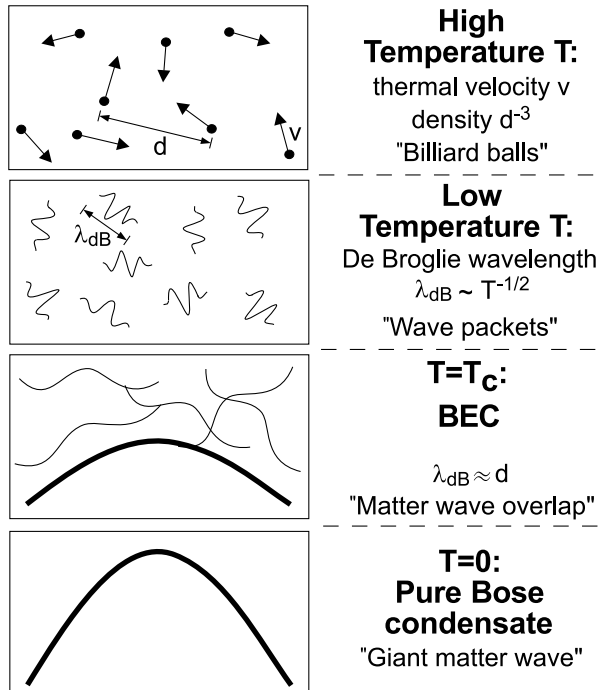 High
Temperature T:
thermal velocity v
density d⁻³
"Billiard balls"
d
v
Low
Temperature T:
De Broglie wavelength
λdB ~ T⁻¹/²
"Wave packets"
λdB
T=Tc:
BEC
λdB ≈ d
"Matter wave overlap"
T=0:
Pure Bose
condensate
"Giant matter wave"